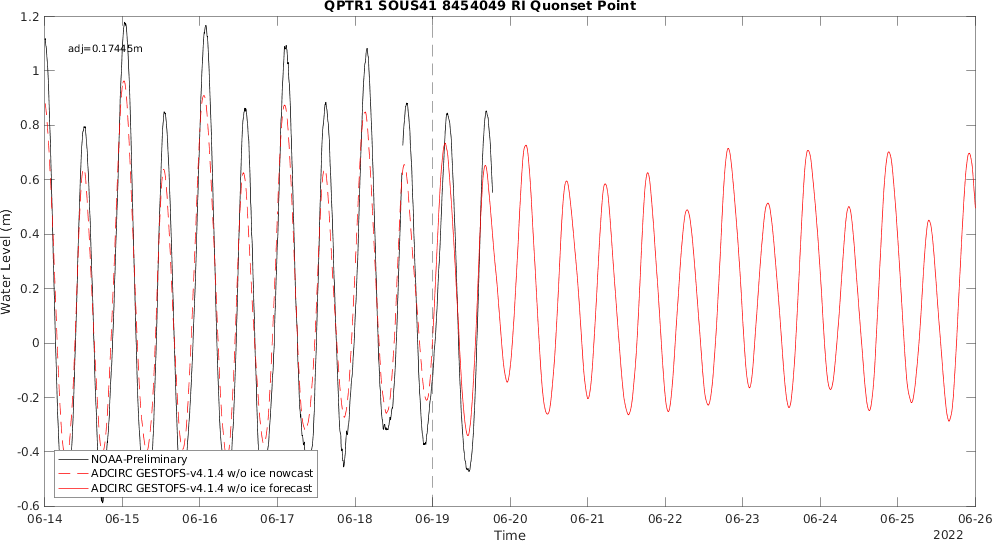 QPTR1 SOUS41 8454049 RI Quonset Point
adj=0.17445m
Water Level (m)
1.2
1
0.8
0.6
0.4
0.2
0
-0.2
-0.4
-0.6
NOAA-Preliminary
ADCIRC GESTOFS-v4.1.4 w/o ice nowcast
ADCIRC GESTOFS-v4.1.4 w/o ice forecast
06-14 06-15 06-16 06-17 06-18 06-19 06-20 06-21 06-22 06-23 06-24 06-25 06-26
Time
2022